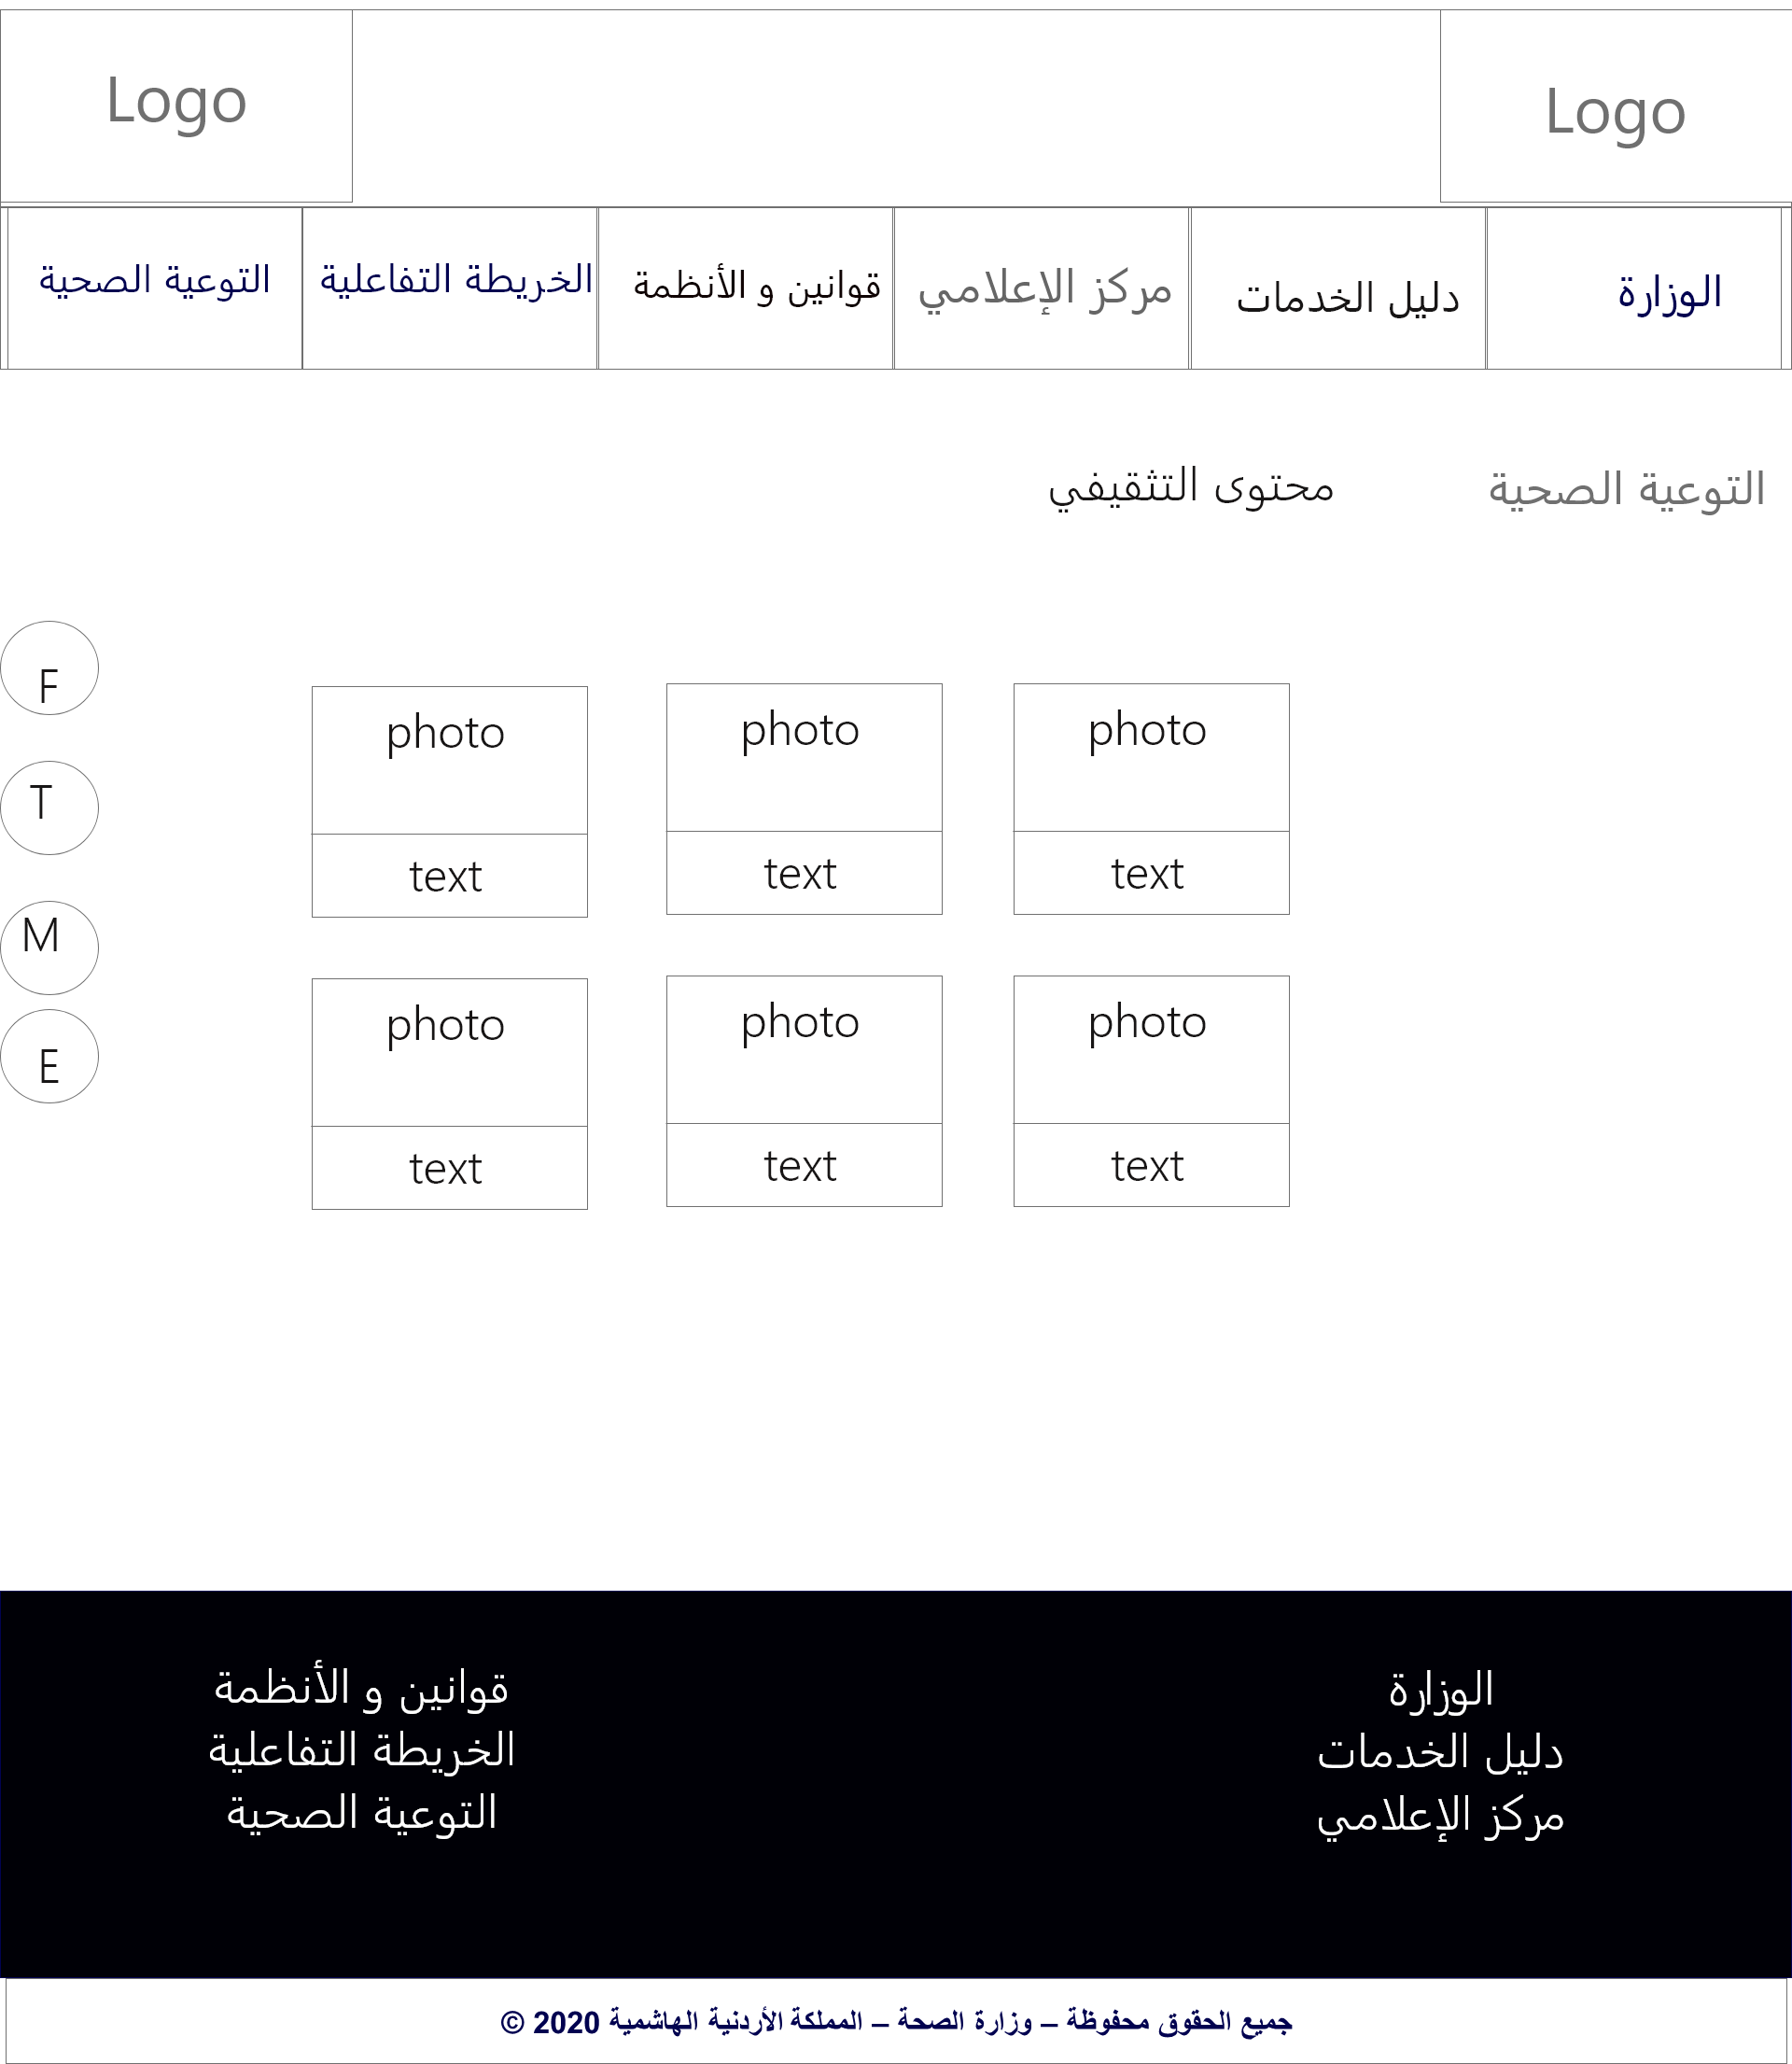 Logo
Logo
الوزارة
دليل الخدمات
مركز الإعلامي
قوانين و الأنظمة
الخريطة التفاعلية
التوعية الصحية
التوعية الصحية
محتوى التثقيفي
F
T
M
E
photo
photo
photo
text
text
text
photo
photo
photo
text
text
text
الوزارة
دليل الخدمات
مركز الإعلامي
قوانين و الأنظمة
الخريطة التفاعلية
التوعية الصحية
جميع الحقوق محفوظة – وزارة الصحة – المملكة الأردنية الهاشمية 2020 ©